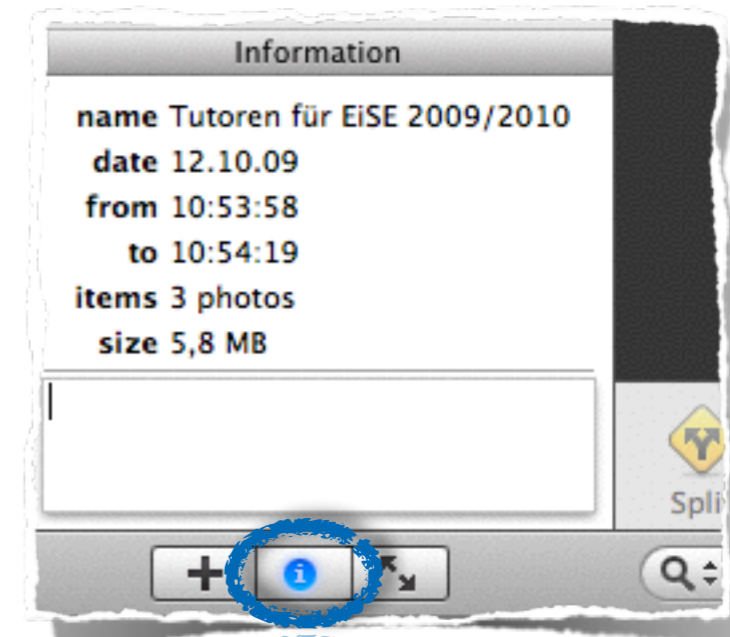 Information
name Tutoren für EiSE 2009/2010
date 12.10.09
from 10:53:58
to 10:54:19
items 3 photos
size 5,8 MB
Spli